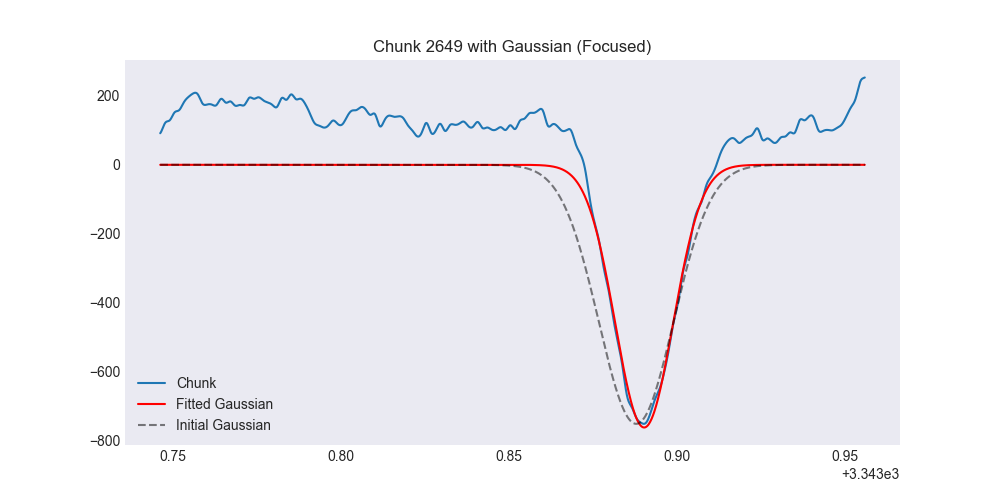 Chunk 2649 with Gaussian (Focused)
200
0
−200
−400
−600
−800
Chunk
Fitted Gaussian
Initial Gaussian
0.75 0.80 0.85 0.90 0.95
+3.343e3